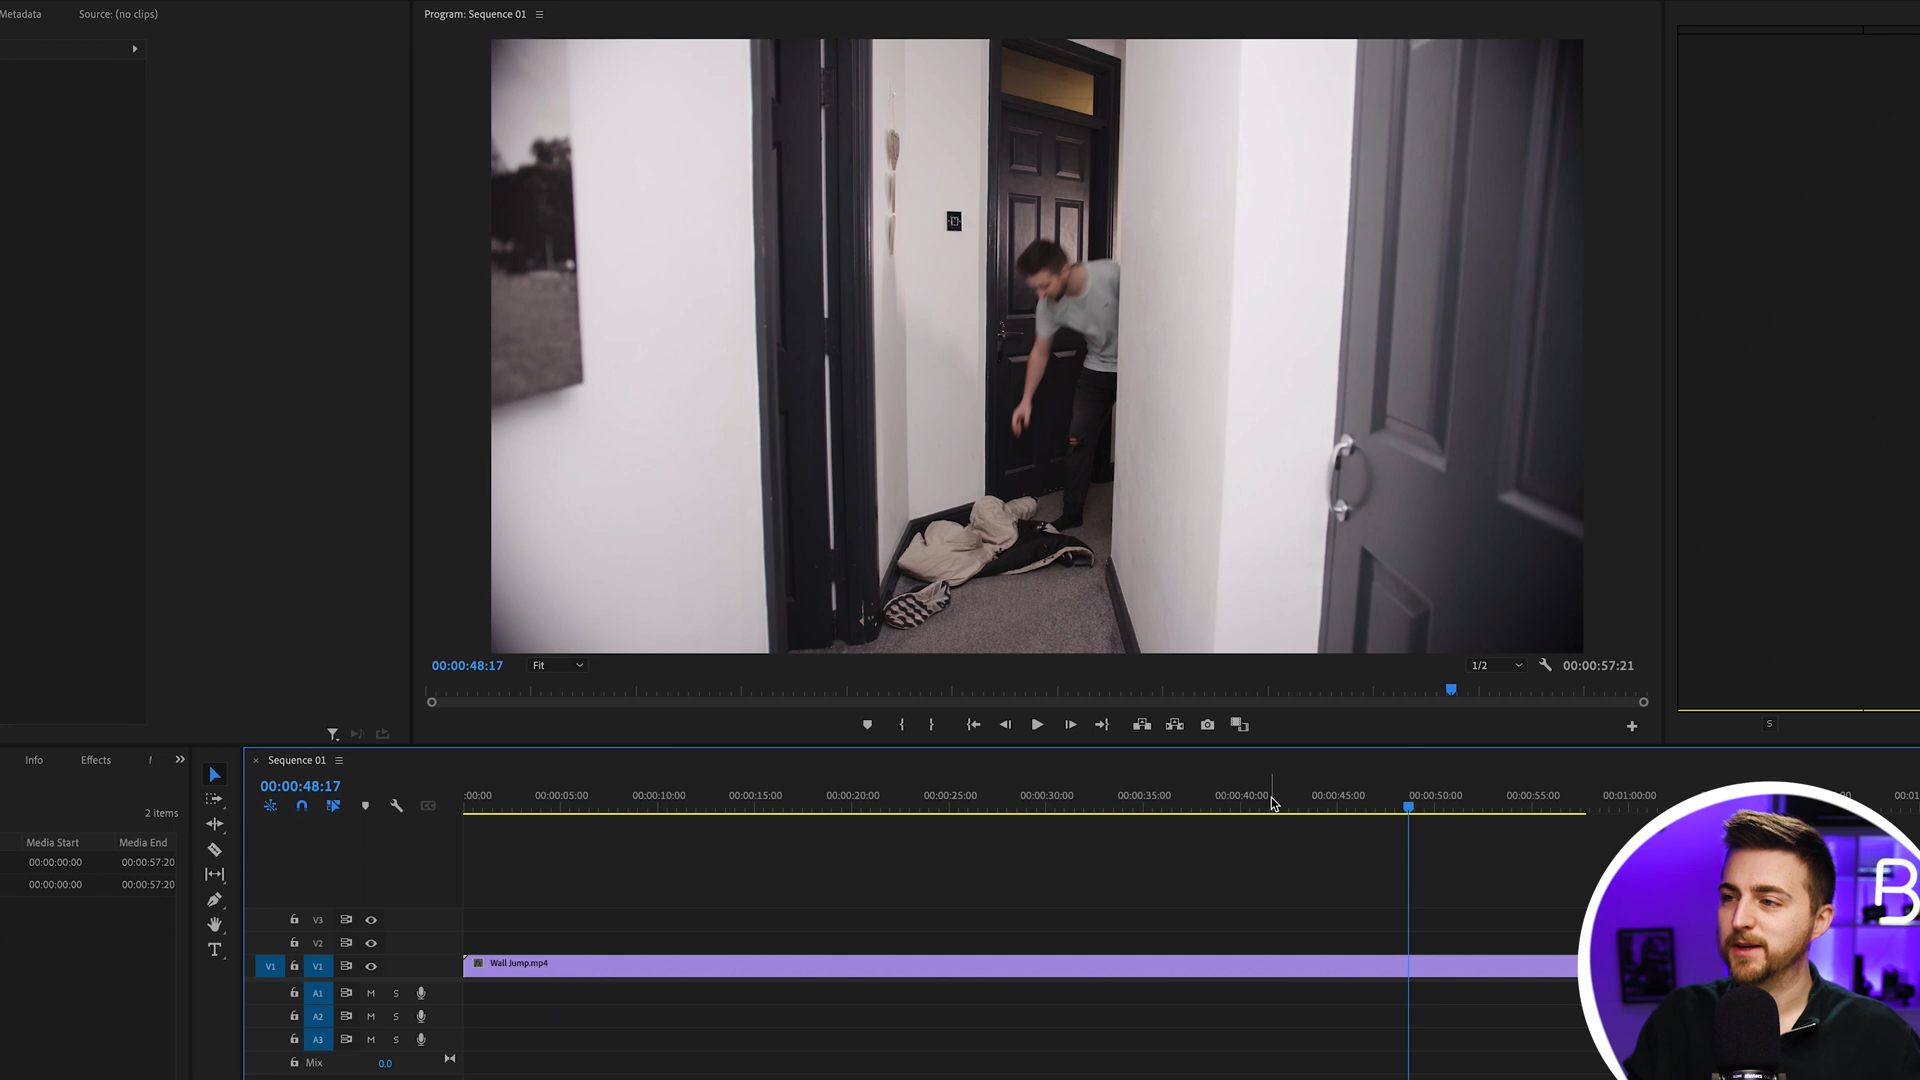 Metadata
Source: (no clips)
Program: Sequence 01
00:00:48:17
Fit
1/2
00:00:57:21
S
Info
Effects
Sequence 01
00:00:48:17
2 items
Media Start
Media End
00:00:00:00
00:00:57:20
00:00:00:00
00:00:57:20
:00:00
00:00:05:00
00:00:10:00
00:00:15:00
00:00:20:00
00:00:25:00
00:00:30:00
00:00:35:00
00:00:40:00
00:00:45:00
00:00:50:00
00:00:55:00
00:01:00:00
V3
V2
V1
V1
Wall Jump.mp4
A1
M
S
A2
M
S
A3
M
S
Mix
0.0
B